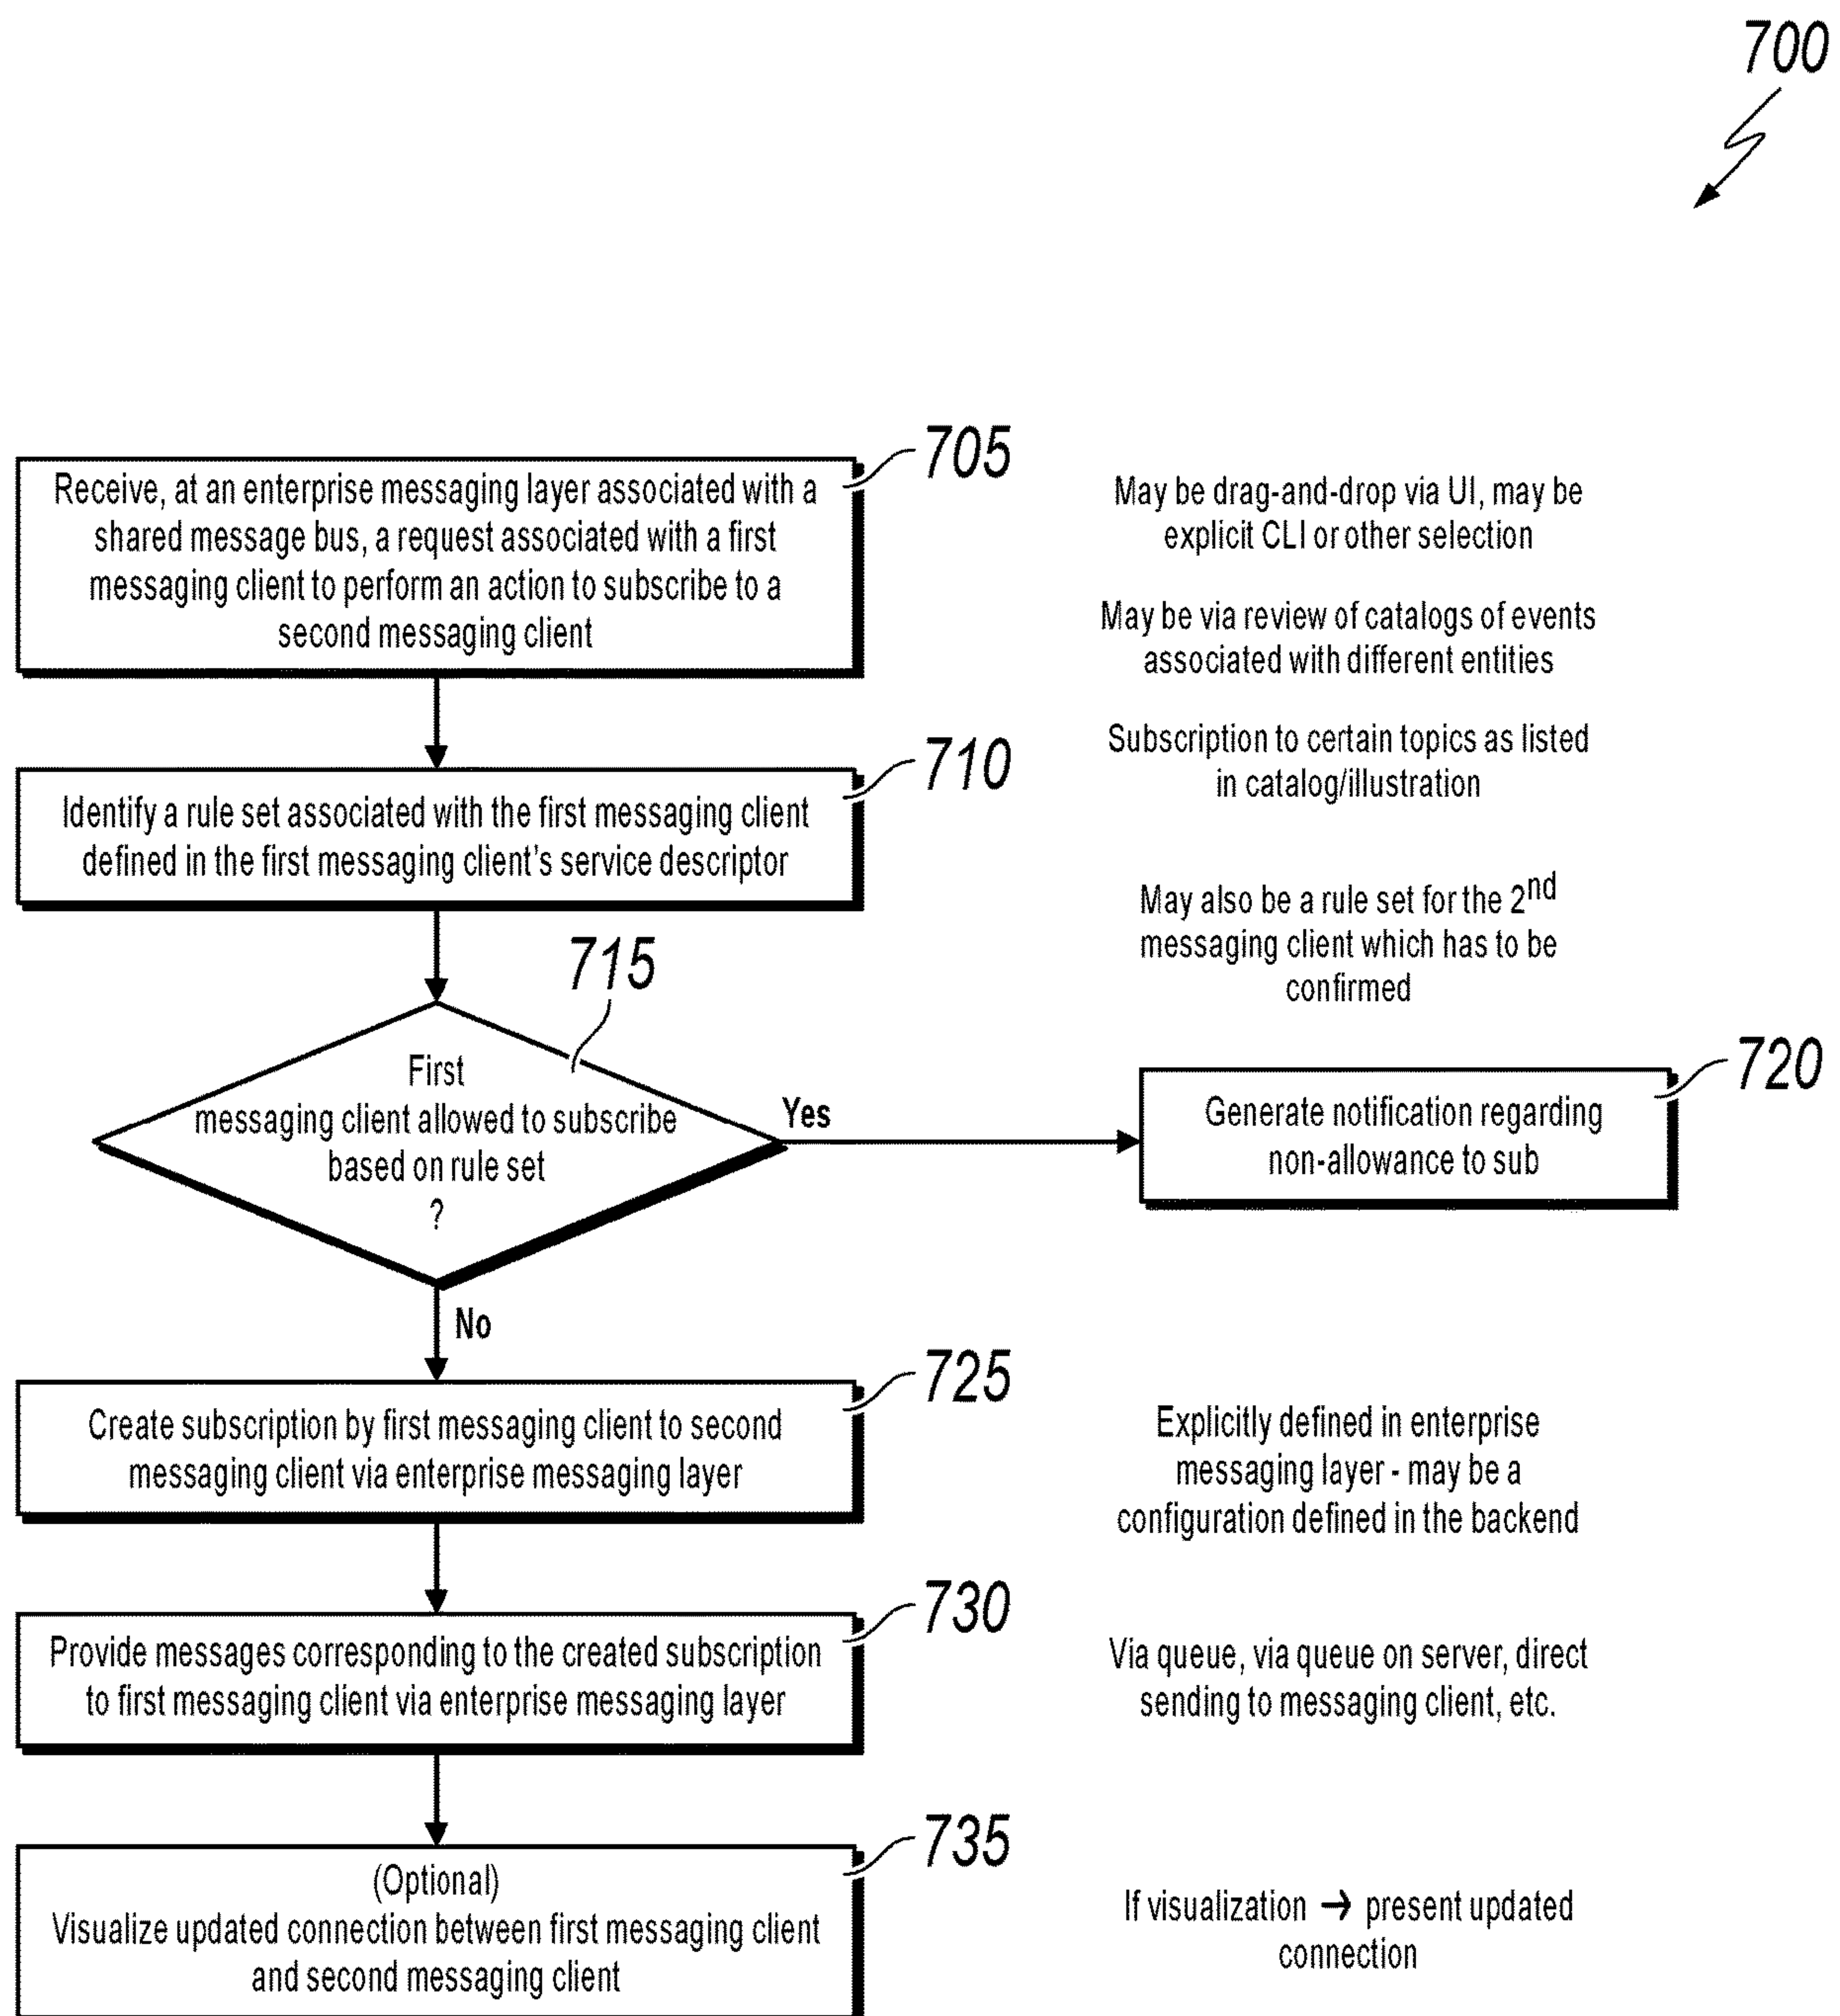 700
705
Receive, at an enterprise messaging layer associated with a
shared message bus, a request associated with a first
messaging client to perform an action to subscribe to a
second messaging client
May be drag-and-drop via UI, may be
explicit CLI or other selection
May be via review of catalogs of events
associated with different entities
710
Identify a rule set associated with the first messaging client
defined in the first messaging client's service descriptor
Subscription to certain topics as listed
in catalog/illustration
May also be a rule set for the 2nd
messaging client which has to be
confirmed
715
First
messaging client allowed to subscribe
based on rule set
?
Yes
720
Generate notification regarding
non-allowance to sub
No
725
Create subscription by first messaging client to second
messaging client via enterprise messaging layer
Explicitly defined in enterprise
messaging layer - may be a
configuration defined in the backend
730
Provide messages corresponding to the created subscription
to first messaging client via enterprise messaging layer
Via queue, via queue on server, direct
sending to messaging client, etc.
735
(Optional)
Visualize updated connection between first messaging client
and second messaging client
If visualization → present updated
connection